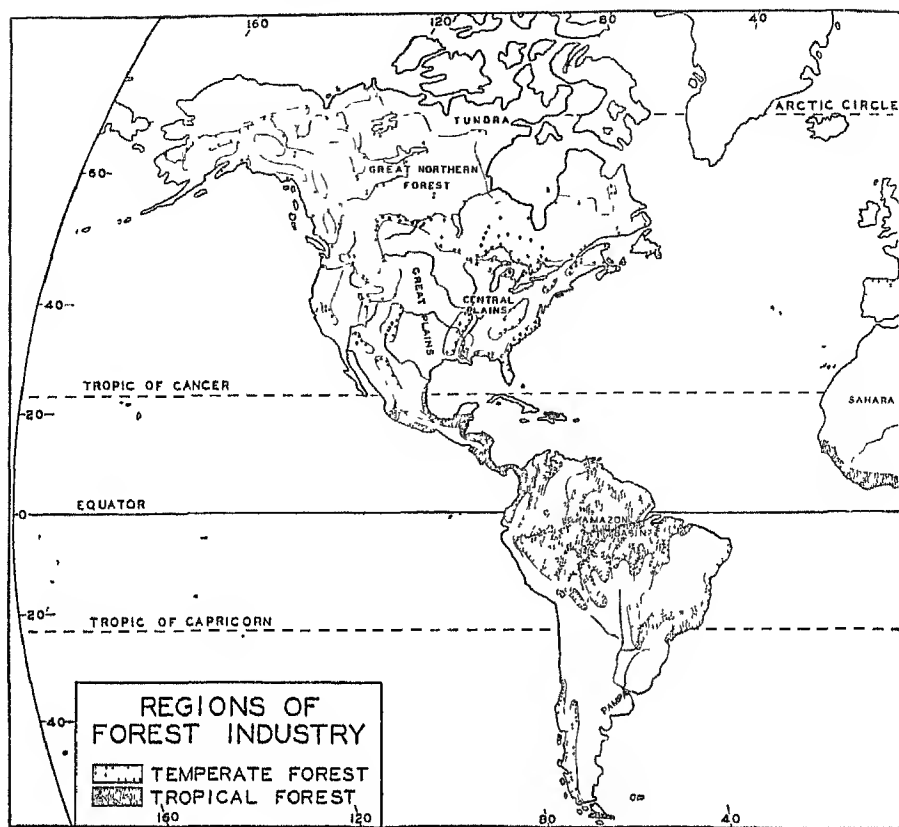 160 120 80 40
ARCTIC CIRCLE
TUNDRA
60
GREAT NORTHERN
FOREST
40
GREAT PLAINS
CENTRAL
PLAINS
TROPIC OF CANCER
20
SAHARA
EQUATOR
0
AMAZON
BASIN
20
TROPIC OF CAPRICORN
PAMPA
40
REGIONS OF
FOREST INDUSTRY
TEMPERATE FOREST
TROPICAL FOREST
160 120 80 40